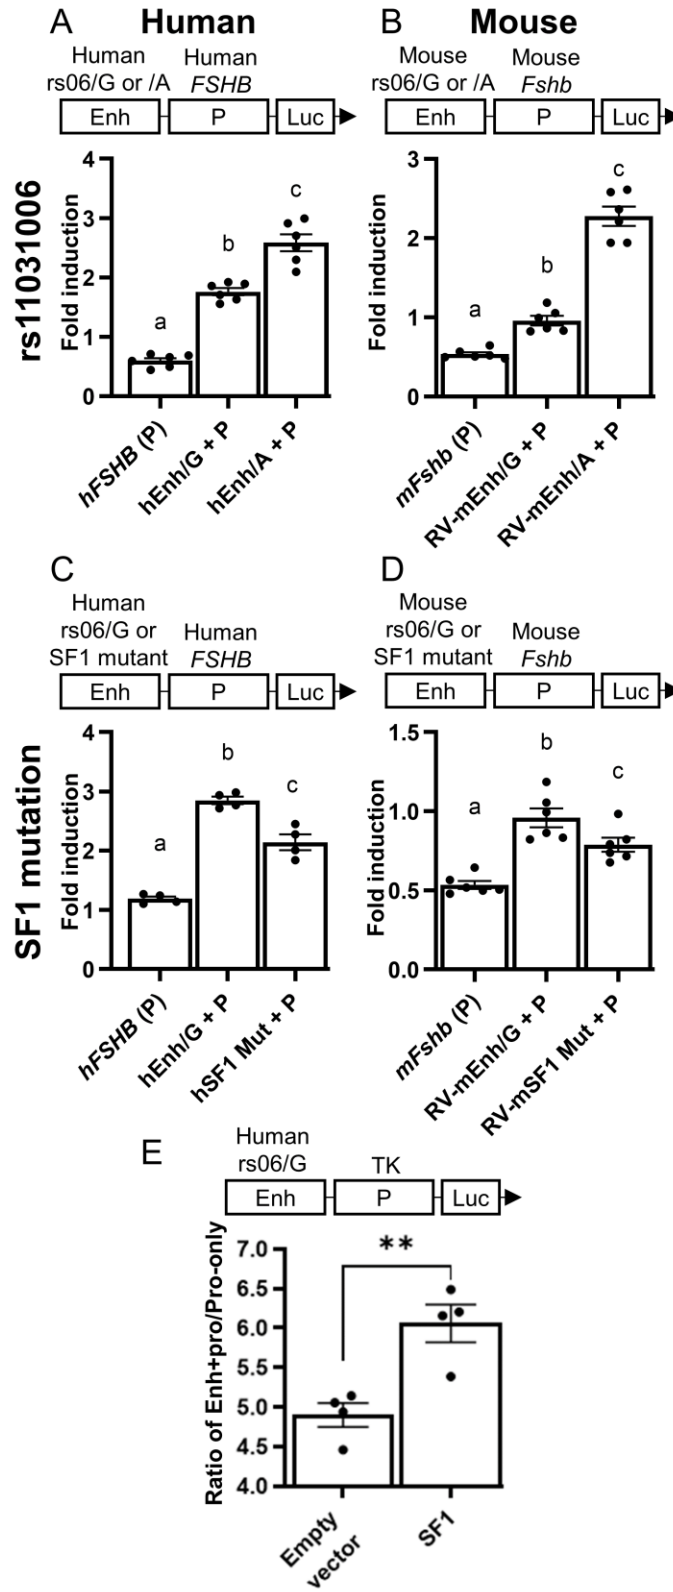 A Human
Human Human
rs06/G or /A FSHB
Enh P Luc
rs11031006
Fold induction
4
3
2
1
0
a
b
c
hFSHB (P)
hEnh/G + P
hEnh/A + P
B Mouse
Mouse Mouse
rs06/G or /A Fshb
Enh P Luc
Fold induction
3
2
1
0
a
b
c
mFshb (P)
RV-mEnh/G + P
RV-mEnh/A + P
C
Human
rs06/G or Human
SF1 mutant FSHB
Enh P Luc
SF1 mutation
Fold induction
4
3
2
1
0
a
b
c
hFSHB (P)
hEnh/G + P
hSF1 Mut + P
D
Mouse
rs06/G or Mouse
SF1 mutant Fshb
Enh P Luc
Fold induction
1.5
1.0
0.5
0.0
a
b
c
mFshb (P)
RV-mEnh/G + P
RV-mSF1 Mut + P
E
Human
rs06/G TK
Enh P Luc
Ratio of Enh+pro/Pro-only
7.0
6.5
6.0
5.5
5.0
4.5
4.0
**
Empty
vector
SF1